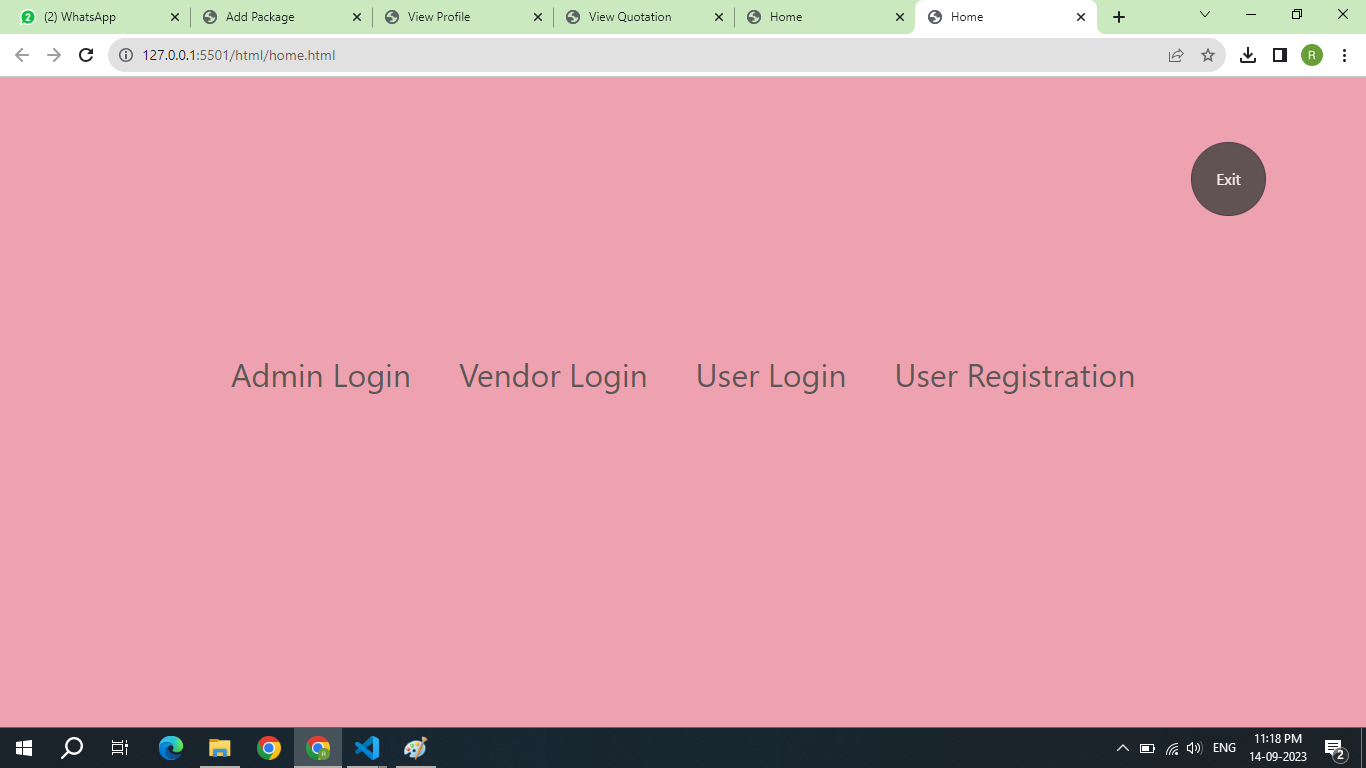 (2) WhatsApp Add Package View Profile View Quotation Home Home
127.0.0.1:5501/html/home.html R
Exit
Admin Login Vendor Login User Login User Registration
ENG 11:18 PM
14-09-2023 2